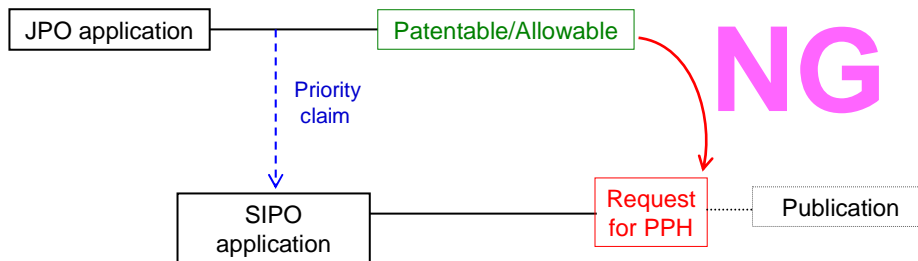 JPO application
Patentable/Allowable
NG
Priority
claim
SIPO
application
Request
for PPH
Publication